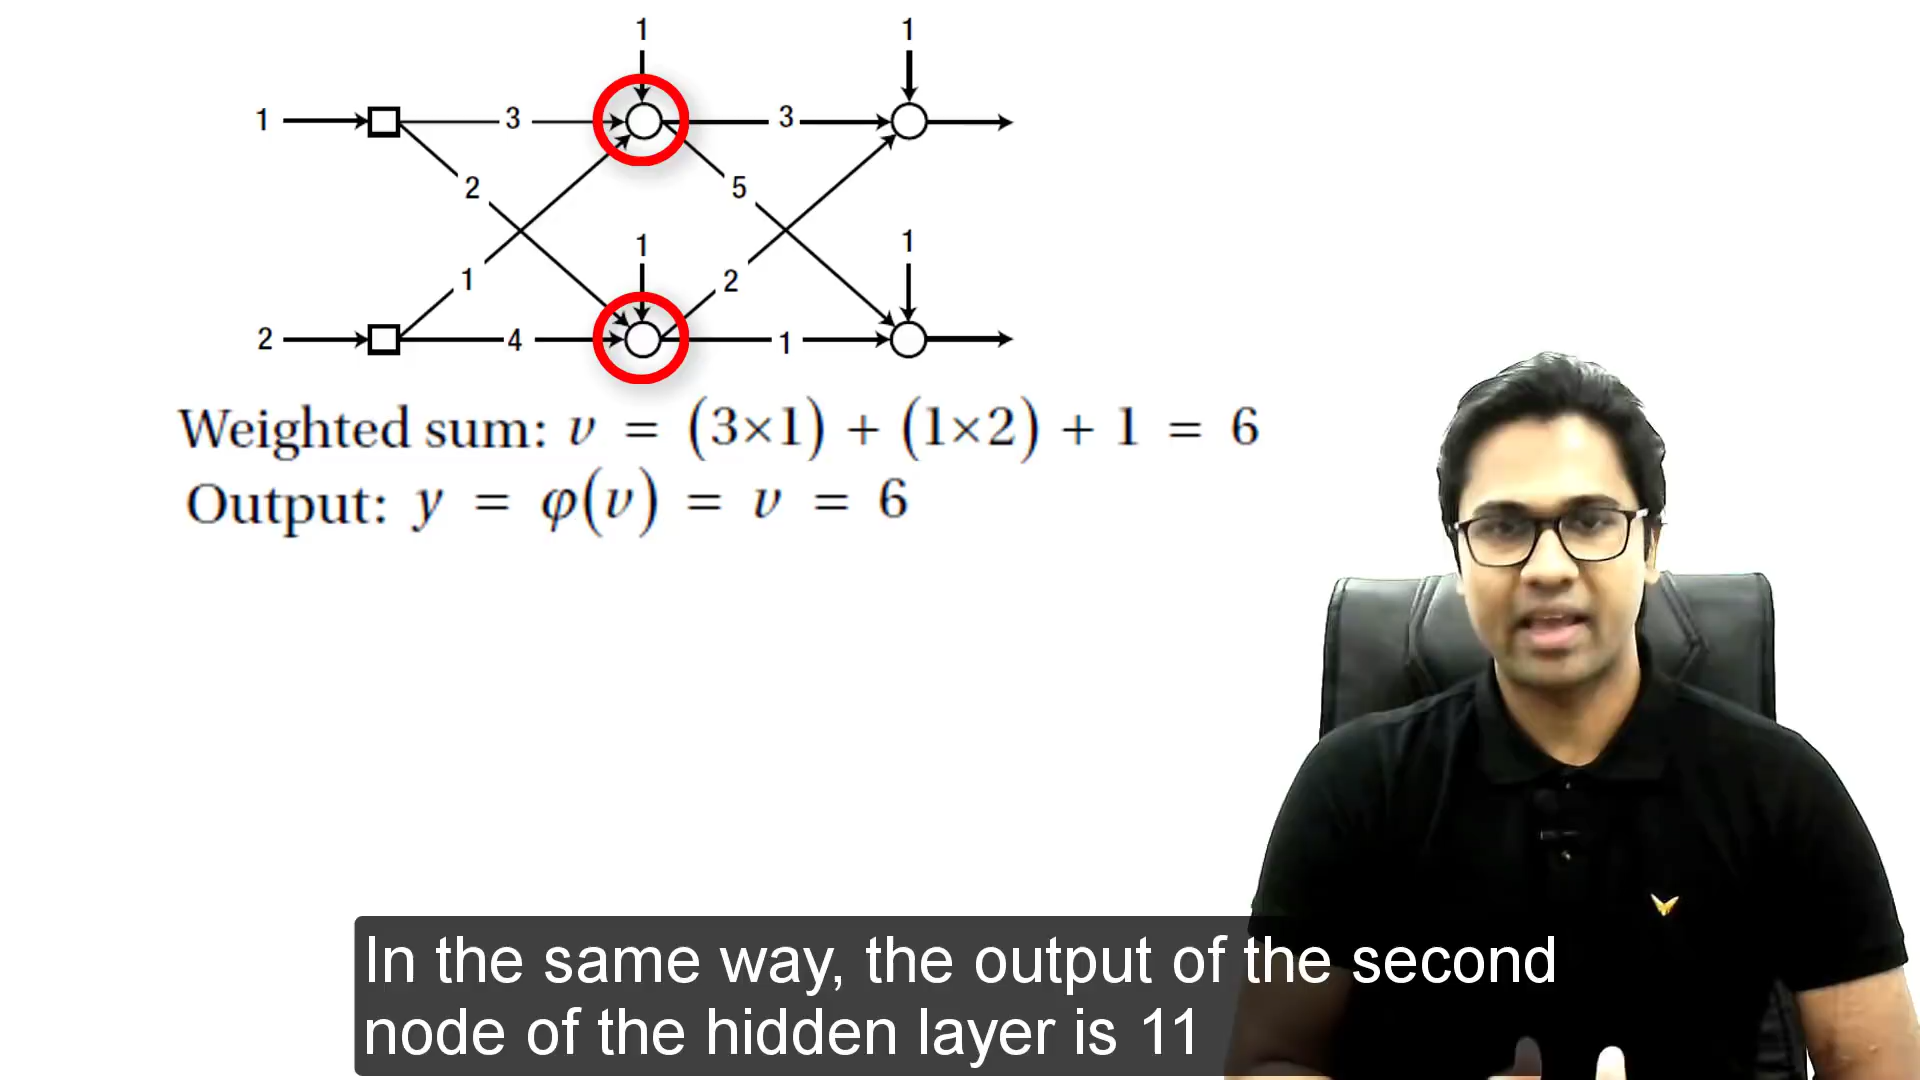 1 1
1 3 3
2 5
1 1
1 2
2 4 1
Weighted sum: v = (3×1) + (1×2) + 1 = 6
Output: y = φ(v) = v = 6
In the same way, the output of the second
node of the hidden layer is 11